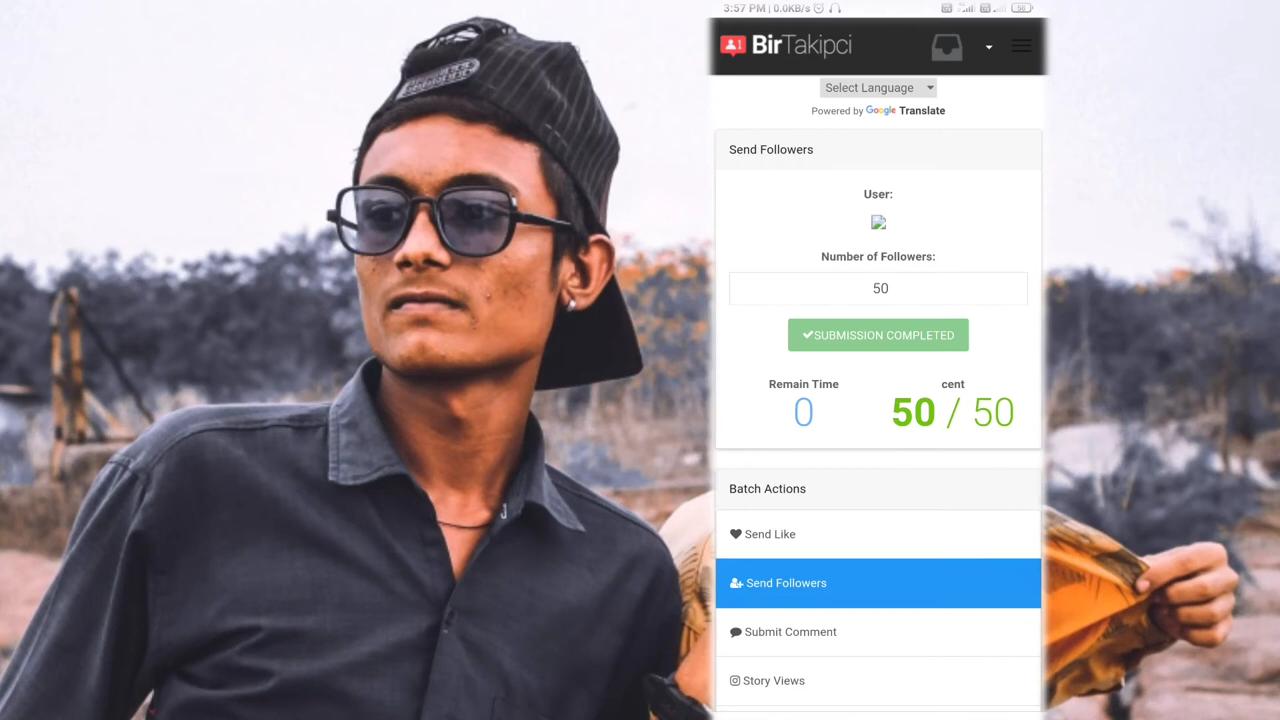 3:57 PM | 0.0KB/s
50
BirTakipci
Select Language
Powered by Google Translate
Send Followers
User:
Number of Followers:
50
SUBMISSION COMPLETED
Remain Time
cent
0
50 / 50
Batch Actions
Send Like
Send Followers
Submit Comment
Story Views